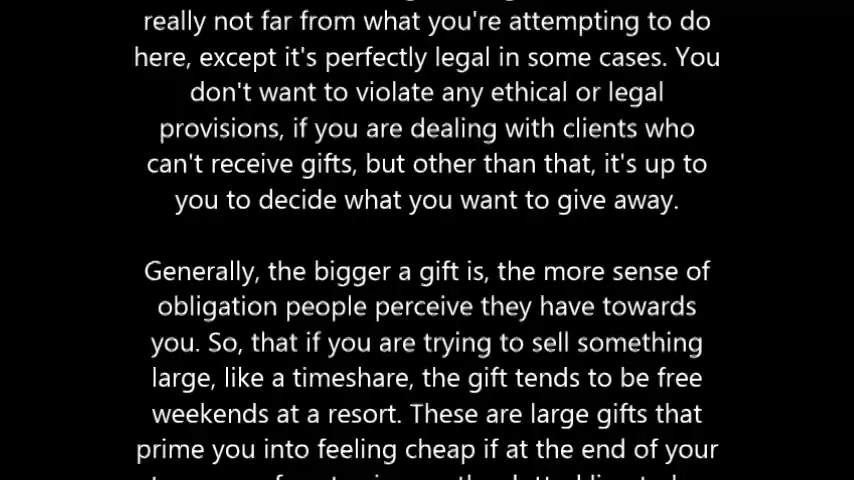 really not far from what you're attempting to do
here, except it's perfectly legal in some cases. You
don't want to violate any ethical or legal
provisions, if you are dealing with clients who
can't receive gifts, but other than that, it's up to
you to decide what you want to give away.
Generally, the bigger a gift is, the more sense of
obligation people perceive they have towards
you. So, that if you are trying to sell something
large, like a timeshare, the gift tends to be free
weekends at a resort. These are large gifts that
prime you into feeling cheap if at the end of your